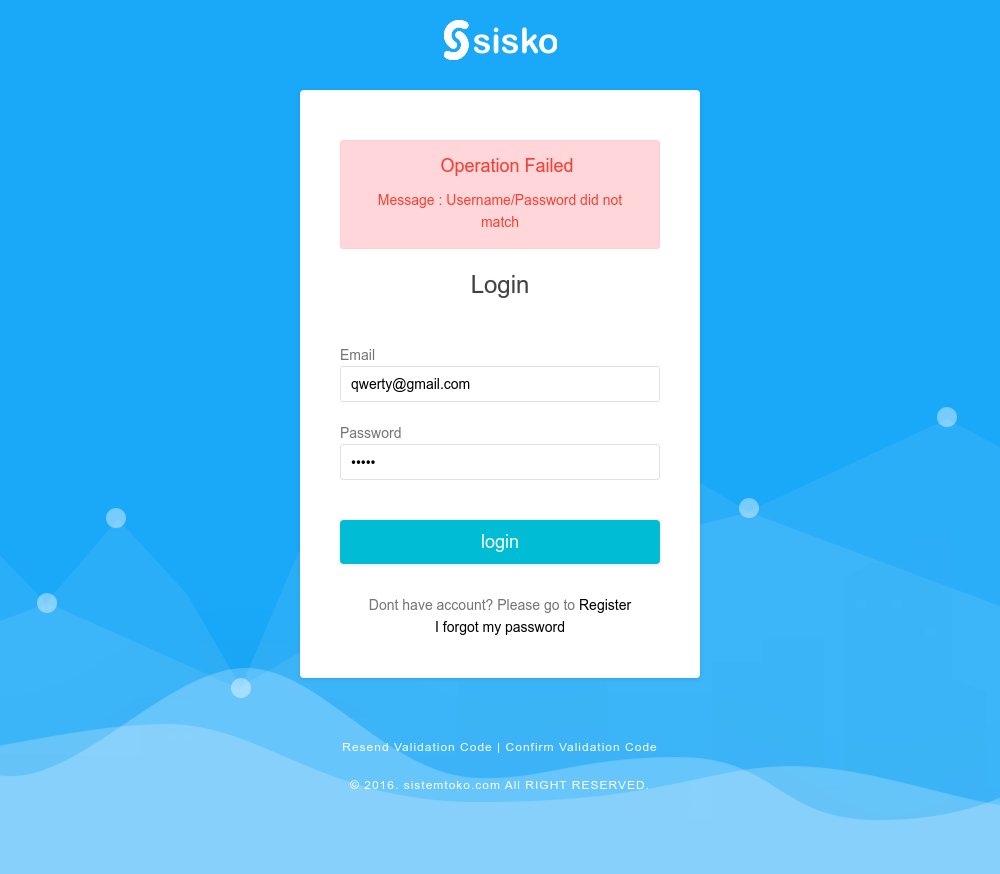 sisko
Operation Failed
Message : Username/Password did not
match
Login
Email
qwerty@gmail.com
Password
•••••
login
Dont have account? Please go to Register
I forgot my password
Resend Validation Code | Confirm Validation Code
© 2016. sistemtoko.com All RIGHT RESERVED.